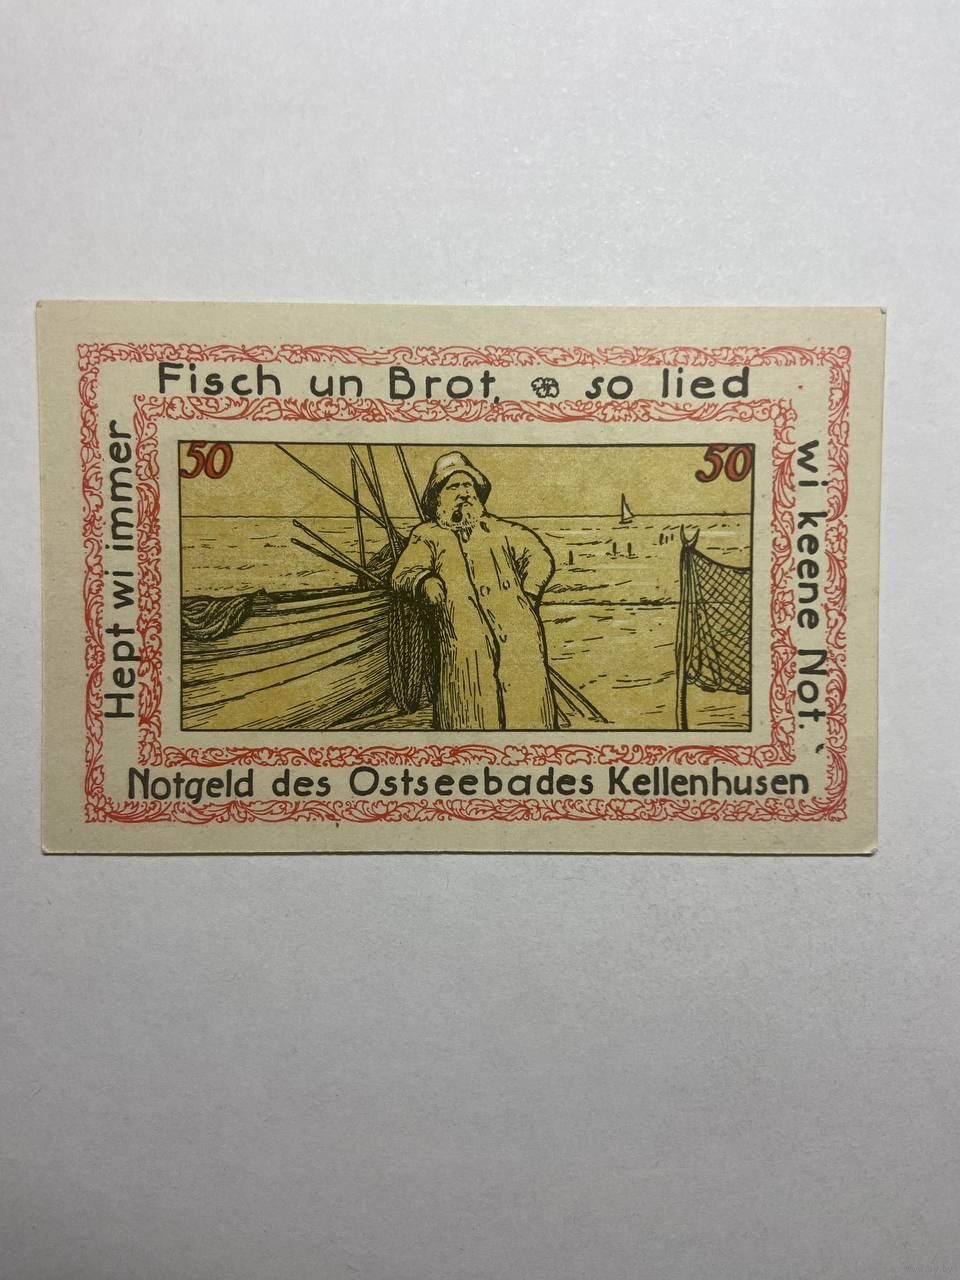 Hept wi immer
Fisch un Brot, so lied
wi keene Not.
50
50
Notgeld des Ostseebades Kellenhusen